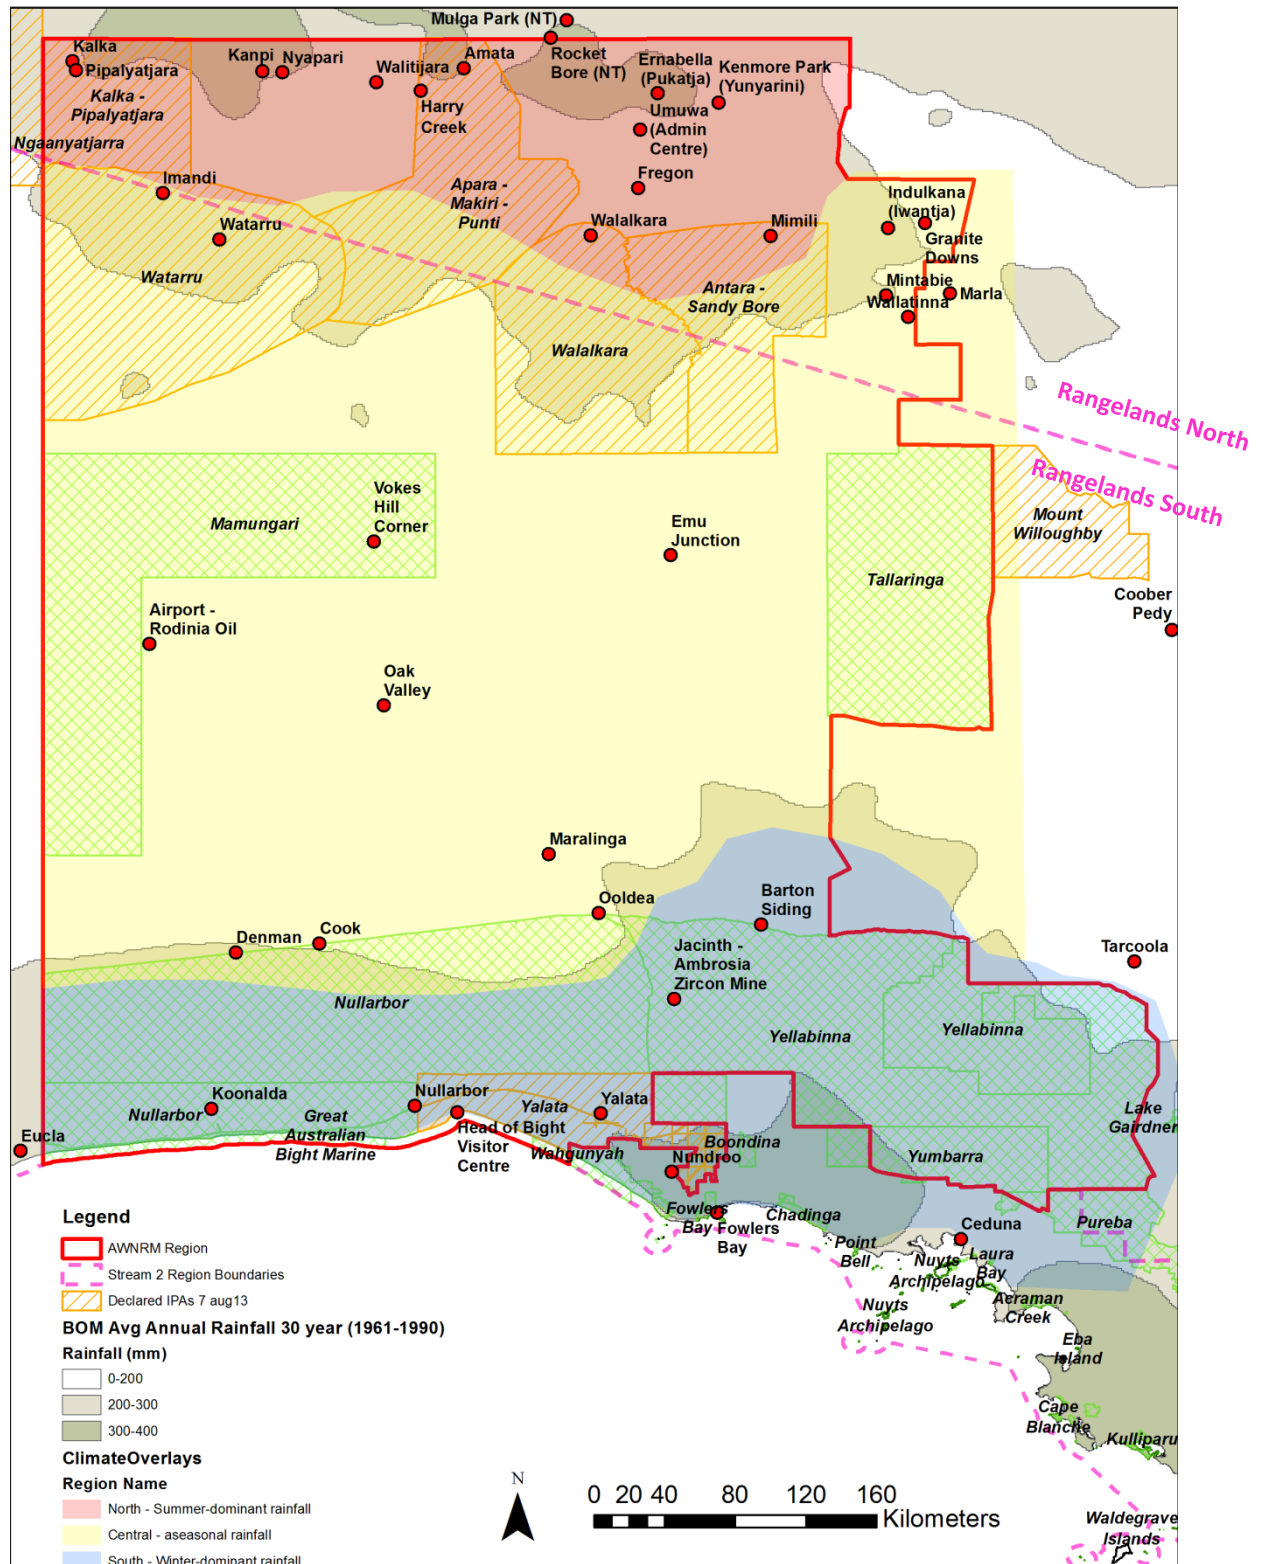 Mulga Park (NT)
Kalka
Pipalyatjara
Kalka -
Pipalyatjara
Ngaanyatjarra
Kanpi
Nyapari
Walitijara
Amata
Harry
Creek
Rocket
Bore (NT)
Ernabella
(Pukatja)
Kenmore Park
(Yunyarini)
Umuwa
(Admin
Centre)
Fregon
Imandi
Watarru
Watarru
Apara -
Makiri -
Punti
Walalkara
Mimili
Indulkana
(Iwantja)
Granite
Downs
Mintabie
Wallatinna
Marla
Antara -
Sandy Bore
Walalkara
Rangelands North
Rangelands South
Mount
Willoughby
Mamungari
Vokes
Hill
Corner
Emu
Junction
Tallaringa
Coober
Pedy
Airport -
Rodinia Oil
Oak
Valley
Maralinga
Ooldea
Barton
Siding
Denman
Cook
Tarcoola
Jacinth -
Ambrosia
Zircon Mine
Nullarbor
Yellabinna
Yellabinna
Koonalda
Nullarbor
Nullarbor
Great
Australian
Bight Marine
Yalata
Yalata
Head of Bight
Visitor
Centre
Eucla
Wahgunyah
Boondina
Nundroo
Yumbarra
Lake
Gairdner
Fowlers
Bay
Fowlers
Bay
Chadinga
Point
Bell
Ceduna
Pureba
Nuyts
Archipelago
Laura
Bay
Nuyts
Archipelago
Acraman
Creek
Eba
Island
Cape
Blanche
Kulliparu
Waldegrave
Islands
Legend
AWNRM Region
Stream 2 Region Boundaries
Declared IPAs 7 aug13
BOM Avg Annual Rainfall 30 year (1961-1990)
Rainfall (mm)
0-200
200-300
300-400
ClimateOverlays
Region Name
North - Summer-dominant rainfall
Central - aseasonal rainfall
South - Winter-dominant rainfall
N
0 20 40 80 120 160
Kilometers